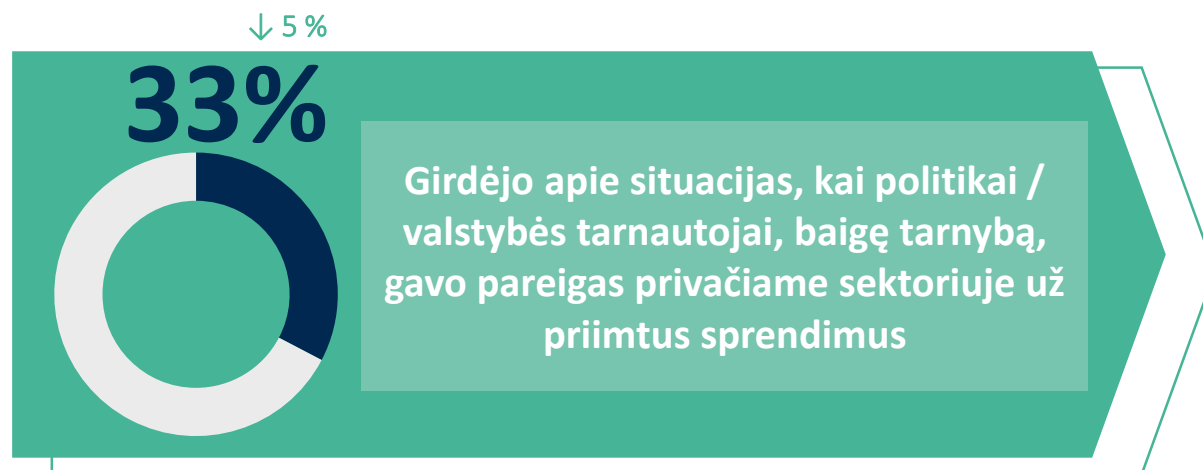 ↓ 5 %
33%
Girdėjo apie situacijas, kai politikai /
valstybės tarnautojai, baigę tarnybą,
gavo pareigas privačiame sektoriuje už
priimtus sprendimus